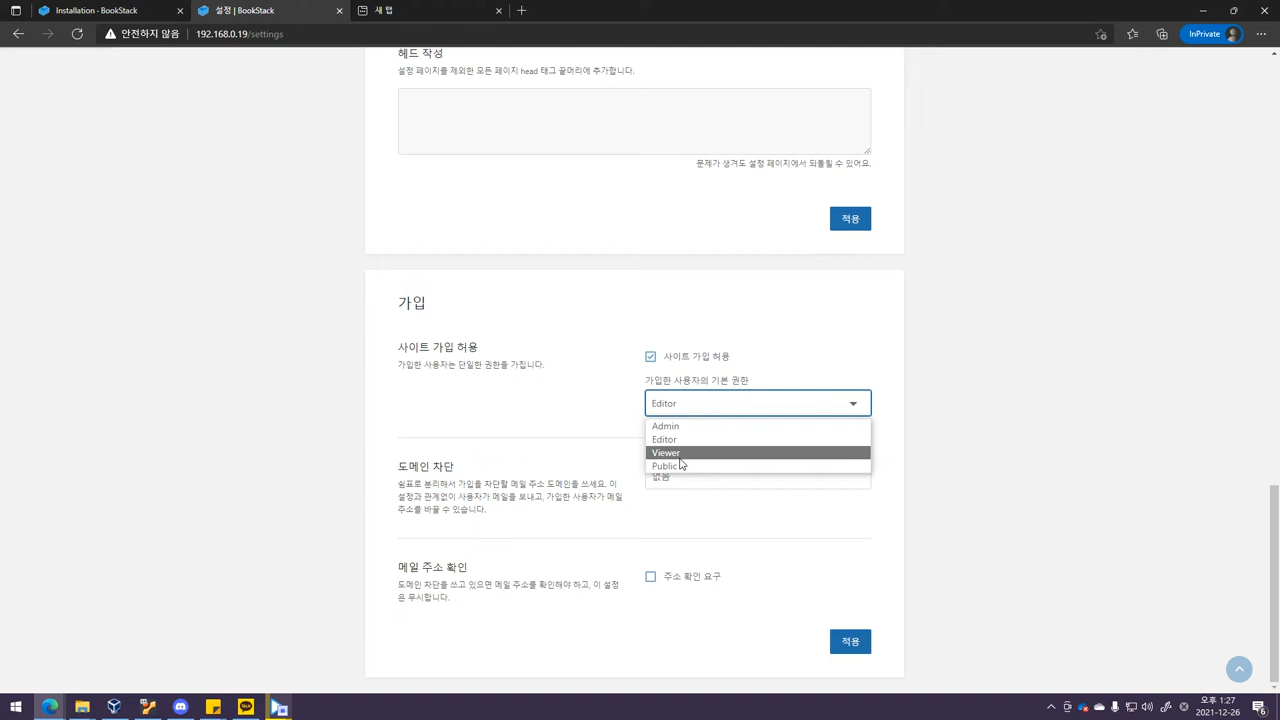 Installation - BookStack
설정 | BookStack
새 탭
안전하지 않음
192.168.0.19/settings
InPrivate
헤드 작성
설정 페이지를 제외한 모든 페이지 head 태그 끝머리에 추가합니다.
문제가 생겨도 설정 페이지에서 되돌릴 수 있어요.
적용
가입
사이트 가입 허용
가입한 사용자는 단일한 권한을 가집니다.
사이트 가입 허용
가입한 사용자의 기본 권한
Editor
Admin
Editor
Viewer
Public
없음
도메인 차단
쉼표로 분리해서 가입을 차단할 메일 주소 도메인을 쓰세요. 이
설정과 관계없이 사용자가 메일을 보내고, 가입한 사용자가 메일
주소를 바꿀 수 있습니다.
메일 주소 확인
도메인 차단을 쓰고 있으면 메일 주소를 확인해야 하고, 이 설정
은 무시합니다.
주소 확인 요구
적용
TALK
오후 1:27
2021-12-26
6